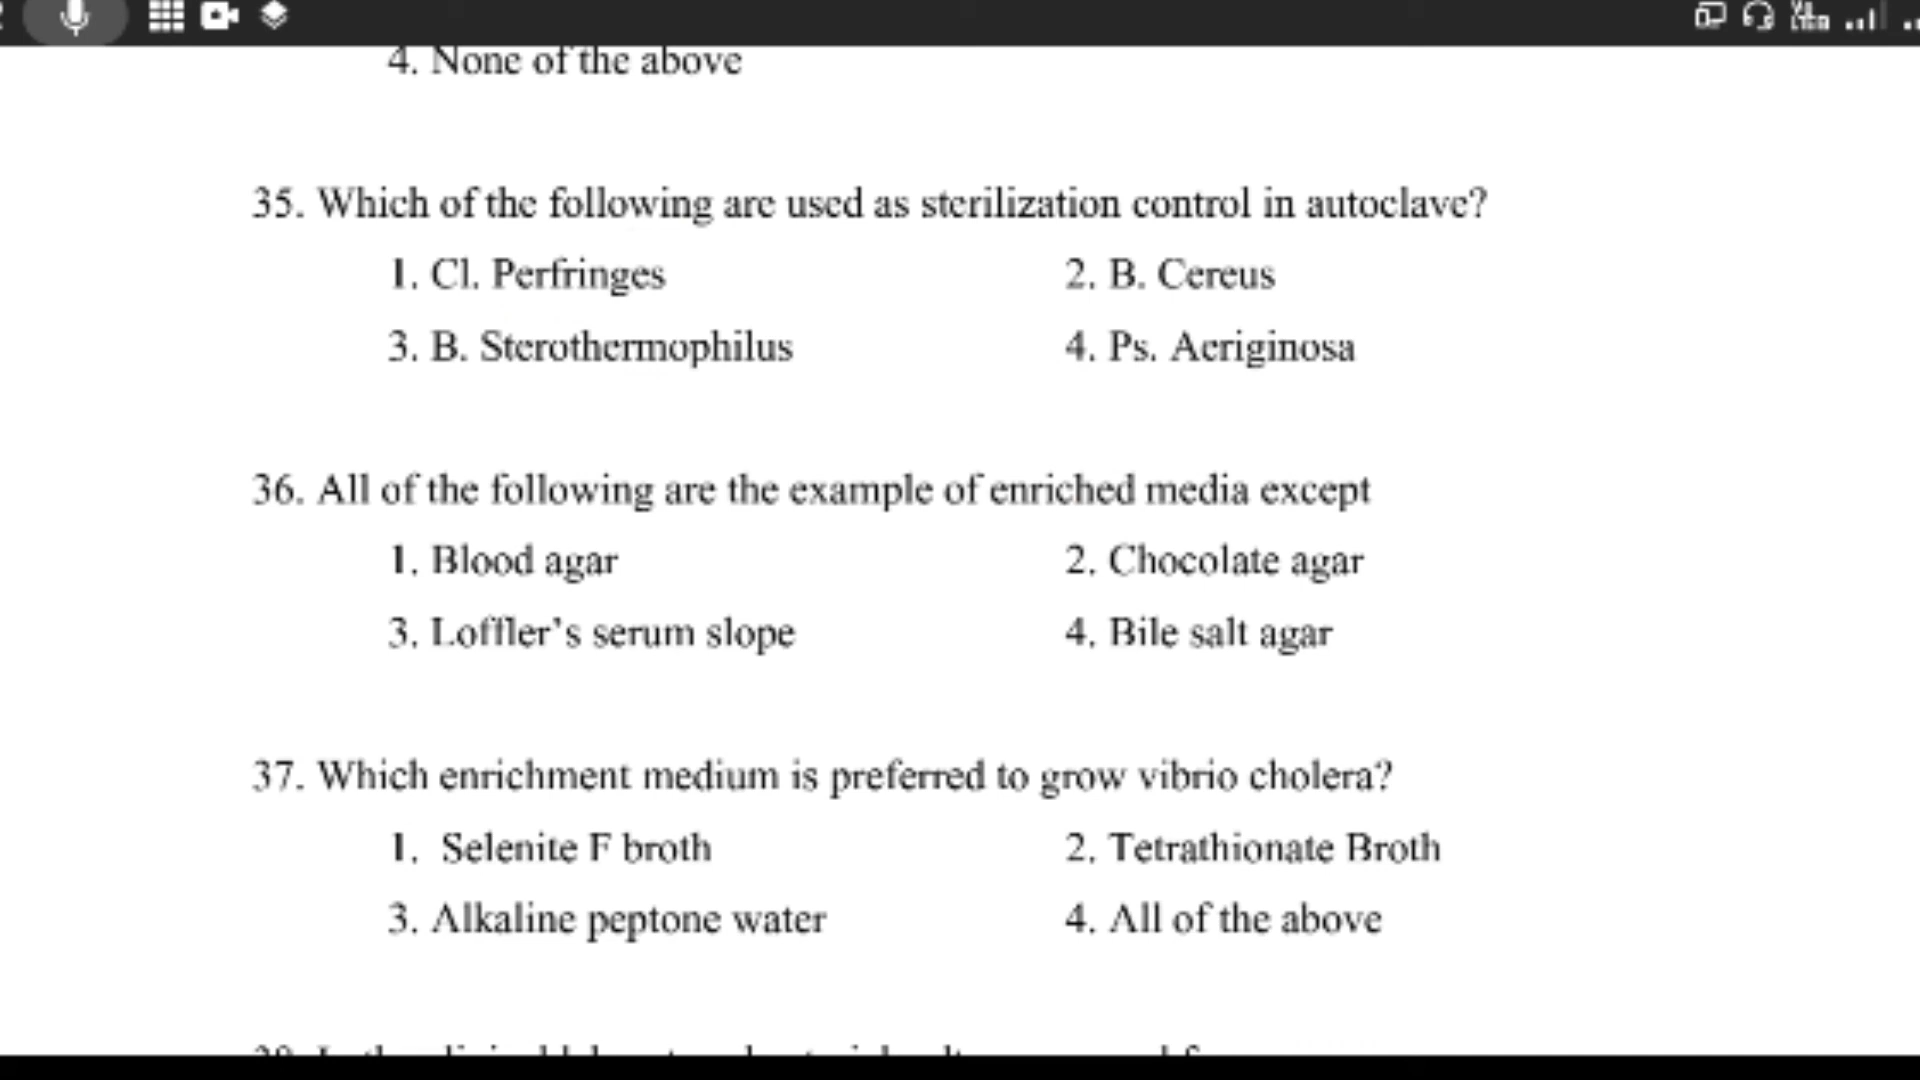 4. None of the above
35. Which of the following are used as sterilization control in autoclave?
1. Cl. Perfringes 2. B. Cereus
3. B. Sterothermophilus 4. Ps. Aeriginosa
36. All of the following are the example of enriched media except
1. Blood agar 2. Chocolate agar
3. Loffler's serum slope 4. Bile salt agar
37. Which enrichment medium is preferred to grow vibrio cholera?
1. Selenite F broth 2. Tetrathionate Broth
3. Alkaline peptone water 4. All of the above